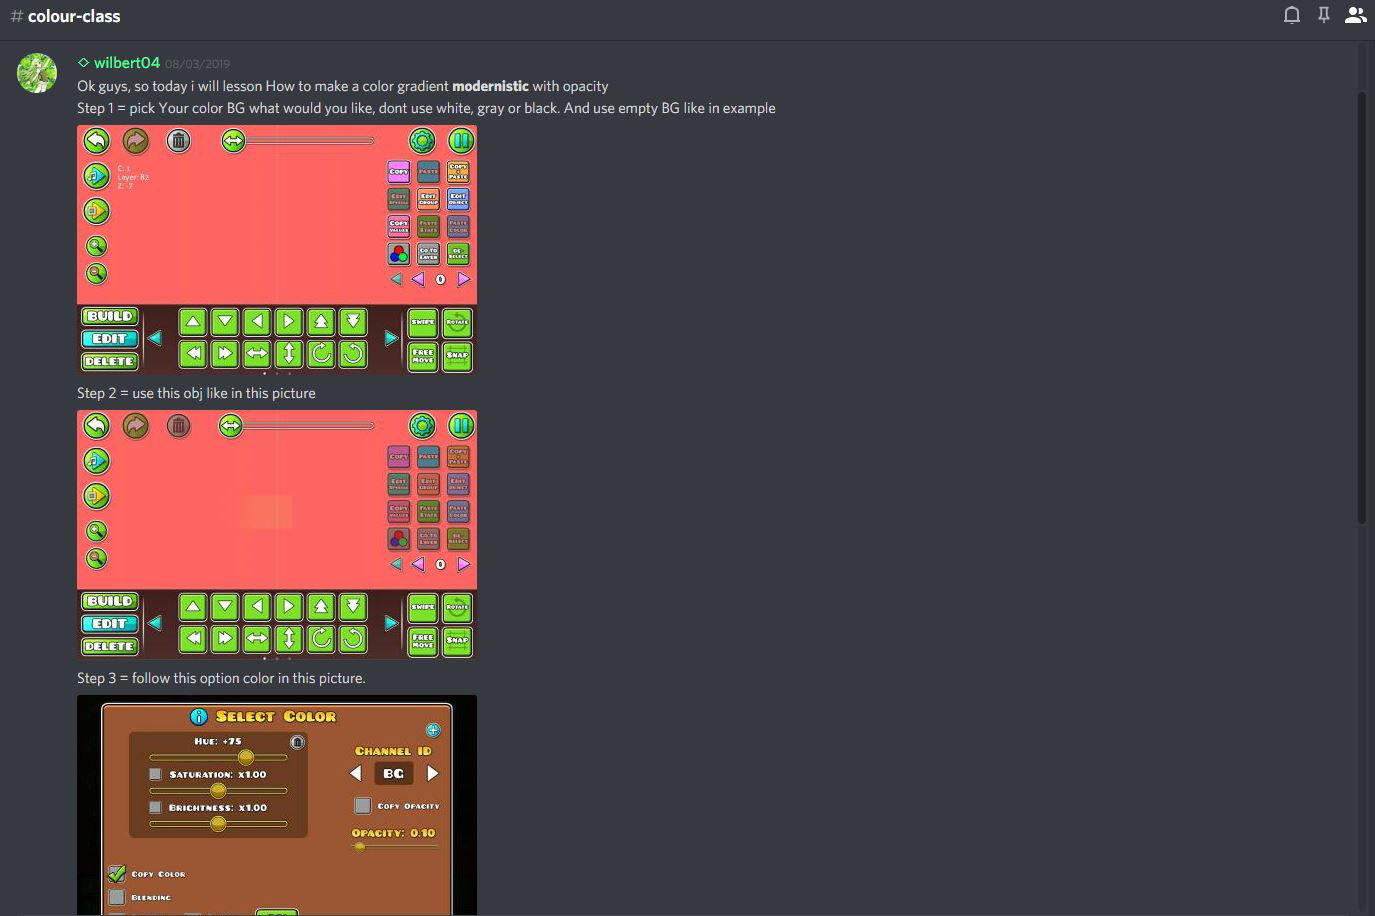 # colour-class
wilbert04 08/03/2019
Ok guys, so today i will lesson How to make a color gradient modernistic with opacity
Step 1 = pick Your color BG what would you like, dont use white, gray or black. And use empty BG like in example
C: 1
Layer: B2
Z: -7
COPY PASTE COPY + PASTE
EDIT SPECIAL EDIT GROUP EDIT OBJECT
COPY VALUES PASTE STATE PASTE COLOR
GO TO LAYER DE-SELECT
0
BUILD
EDIT
DELETE
SWIPE ROTATE
FREE MOVE SNAP
Step 2 = use this obj like in this picture
COPY PASTE COPY + PASTE
EDIT SPECIAL EDIT GROUP EDIT OBJECT
COPY VALUES PASTE STATE PASTE COLOR
GO TO LAYER DE-SELECT
0
BUILD
EDIT
DELETE
SWIPE ROTATE
FREE MOVE SNAP
Step 3 = follow this option color in this picture.
SELECT COLOR
HUE: +75
SATURATION: X1.00
BRIGHTNESS: X1.00
CHANNEL ID
BG
COPY OPACITY
OPACITY: 0.10
COPY COLOR
BLENDING